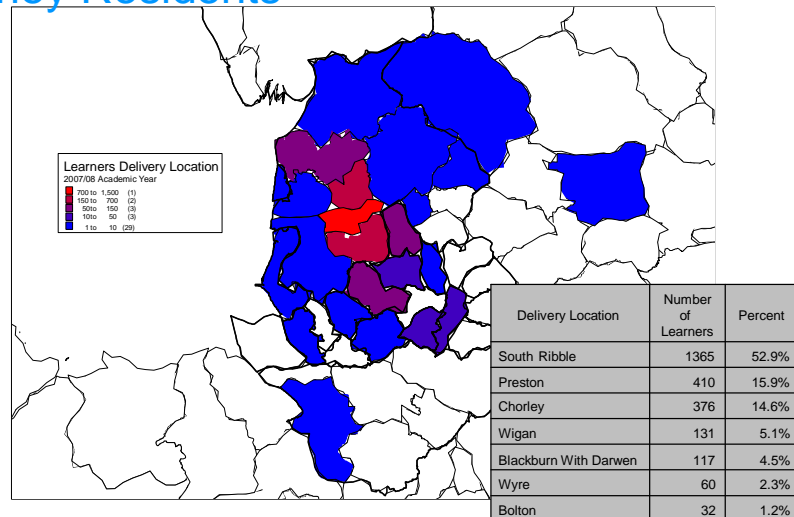 Residents
Learners Delivery Location
2007/08 Academic Year
700 to 1,500 (1)
150 to 700 (2)
50to 150 (3)
10to 50 (3)
1 to 10 (29)
Delivery Location Number of Learners Percent
South Ribble 1365 52.9%
Preston 410 15.9%
Chorley 376 14.6%
Wigan 131 5.1%
Blackburn With Darwen 117 4.5%
Wyre 60 2.3%
Bolton 32 1.2%